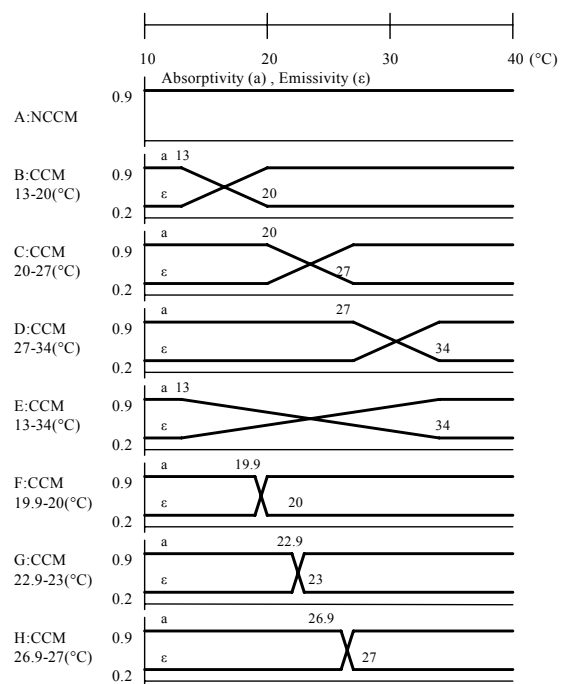 10 20 30 40 (°C)
Absorptivity (a) , Emissivity (ε)
0.9
A:NCCM
a 13
0.9
B:CCM
13-20(°C)
ε 20
0.2
a 20
0.9
C:CCM
20-27(°C)
ε 27
0.2
a 27
0.9
D:CCM
27-34(°C)
ε 34
0.2
a 13
0.9
E:CCM
13-34(°C)
ε 34
0.2
a 19.9
0.9
F:CCM
19.9-20(°C)
ε 20
0.2
a 22.9
0.9
G:CCM
22.9-23(°C)
ε 23
0.2
a 26.9
0.9
H:CCM
26.9-27(°C)
ε 27
0.2